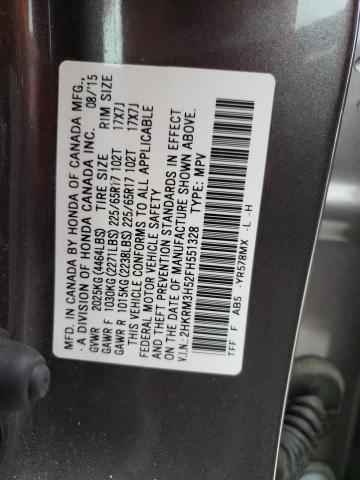 MFD. IN CANADA BY HONDA OF CANADA MFG.,
- A DIVISION OF HONDA CANADA INC. 08/'15
GVWR 2025KG(4464LBS) TIRE SIZE RIM SIZE
GAWR F 1030KG(2271LBS) 225/65R17 102T 17X7J
GAWR R 1015KG(2238LBS) 225/65R17 102T 17X7J
THIS VEHICLE CONFORMS TO ALL APPLICABLE
FEDERAL MOTOR VEHICLE SAFETY
AND THEFT PREVENTION STANDARDS IN EFFECT
ON THE DATE OF MANUFACTURE SHOWN ABOVE.
V.I.N.:2HKRM3H52FH551328 TYPE: MPV
TFF F AB5 -YR578MX -L -H